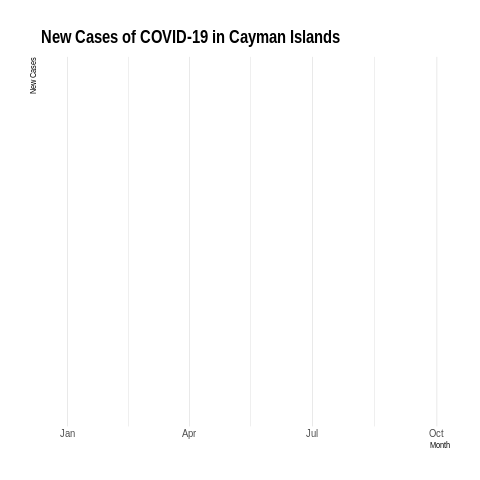 New Cases of COVID-19 in Cayman Islands
New Cases
Jan Apr Jul Oct
Month